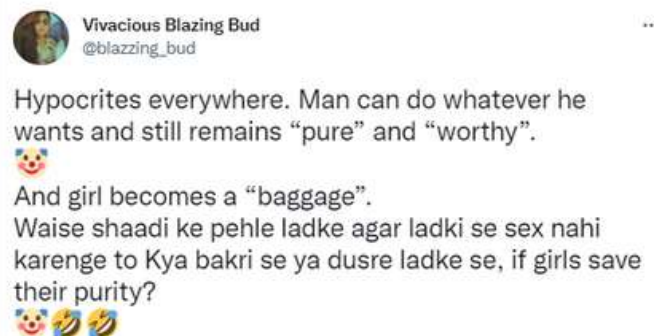 Vivacious Blazing Bud
@blazzing_bud
Hypocrites everywhere. Man can do whatever he
wants and still remains “pure” and “worthy”.
🤡
And girl becomes a “baggage”.
Waise shaadi ke pehle ladke agar ladki se sex nahi
karenge to Kya bakri se ya dusre ladke se, if girls save
their purity?
🤡🤣🤣